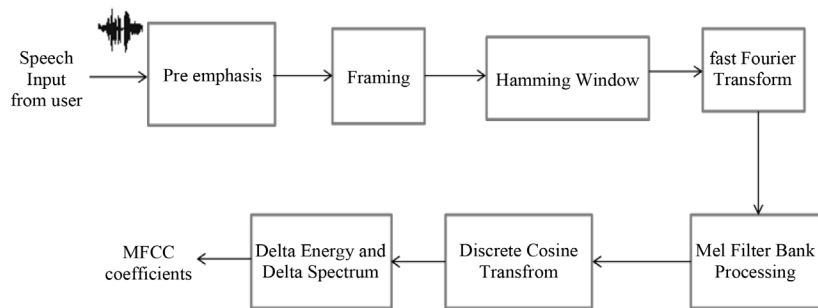 Speech
Input
from user
Pre emphasis
Framing
Hamming Window
fast Fourier
Transform
Mel Filter Bank
Processing
Discrete Cosine
Transfrom
Delta Energy and
Delta Spectrum
MFCC
coefficients